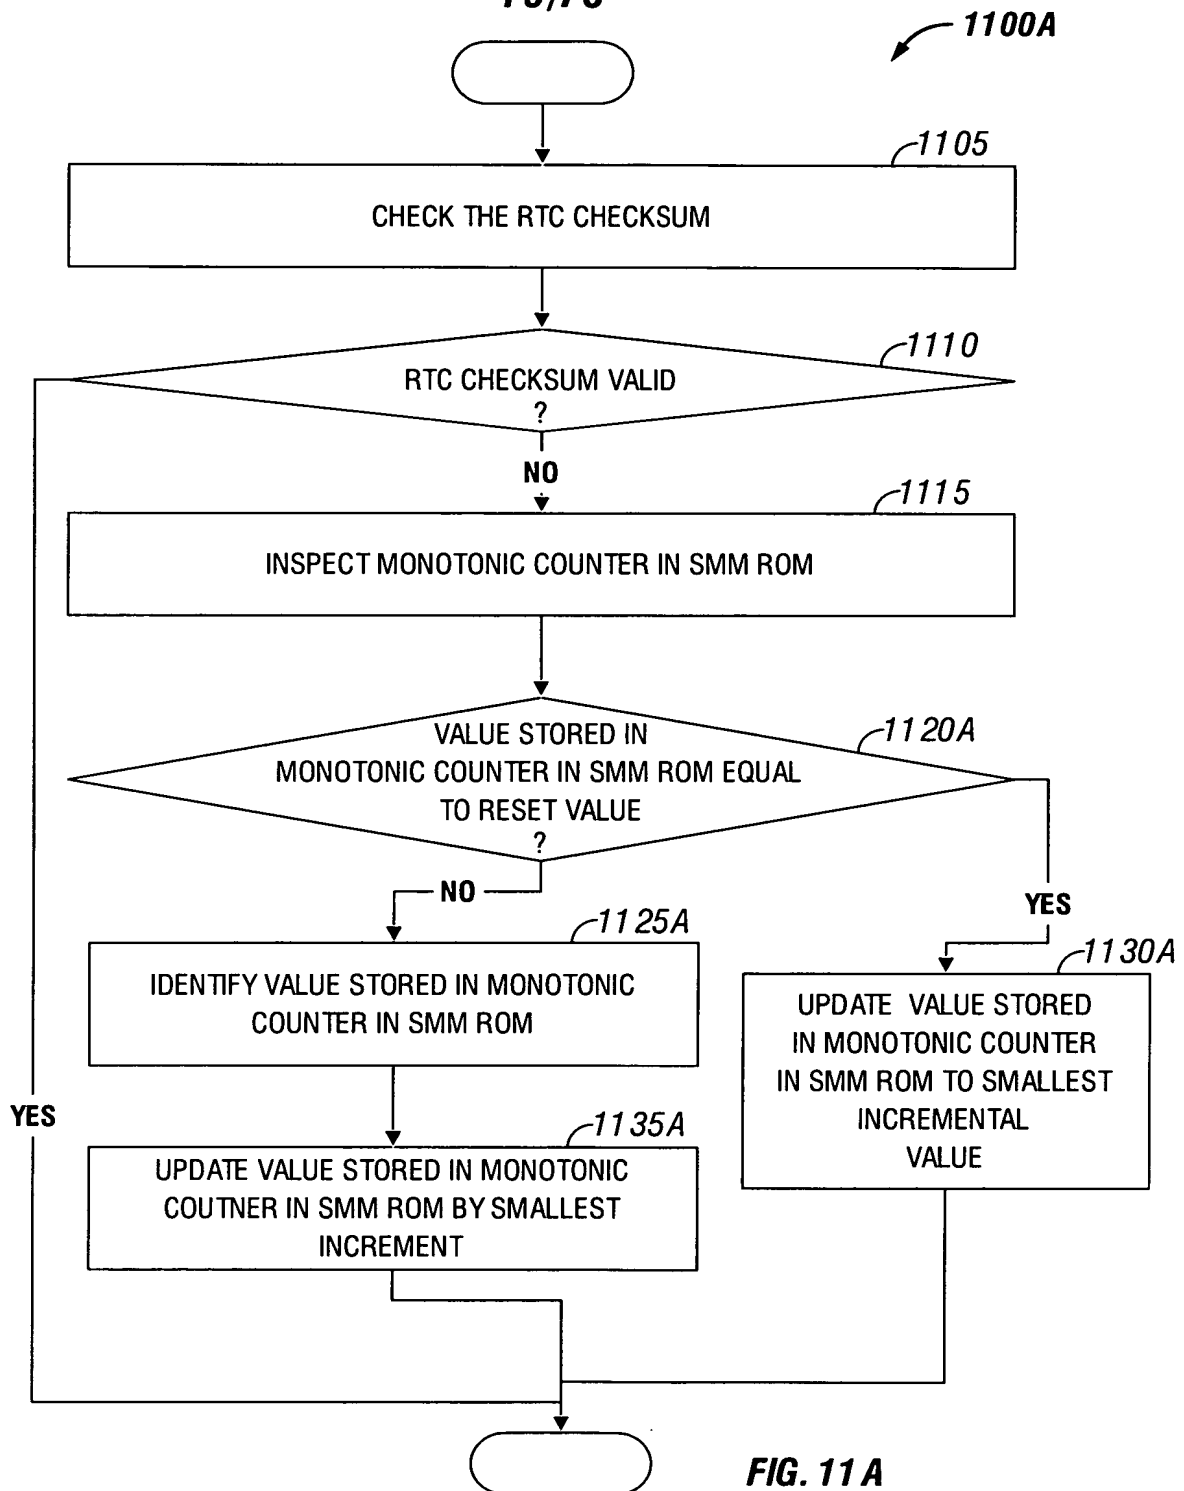 1100A
1105
CHECK THE RTC CHECKSUM
1110
RTC CHECKSUM VALID
?
NO
1115
INSPECT MONOTONIC COUNTER IN SMM ROM
1120A
VALUE STORED IN
MONOTONIC COUNTER IN SMM ROM EQUAL
TO RESET VALUE
?
NO
YES
1125A
IDENTIFY VALUE STORED IN MONOTONIC
COUNTER IN SMM ROM
1130A
UPDATE VALUE STORED
IN MONOTONIC COUNTER
IN SMM ROM TO SMALLEST
INCREMENTAL
VALUE
YES
1135A
UPDATE VALUE STORED IN MONOTONIC
COUTNER IN SMM ROM BY SMALLEST
INCREMENT
FIG. 11A